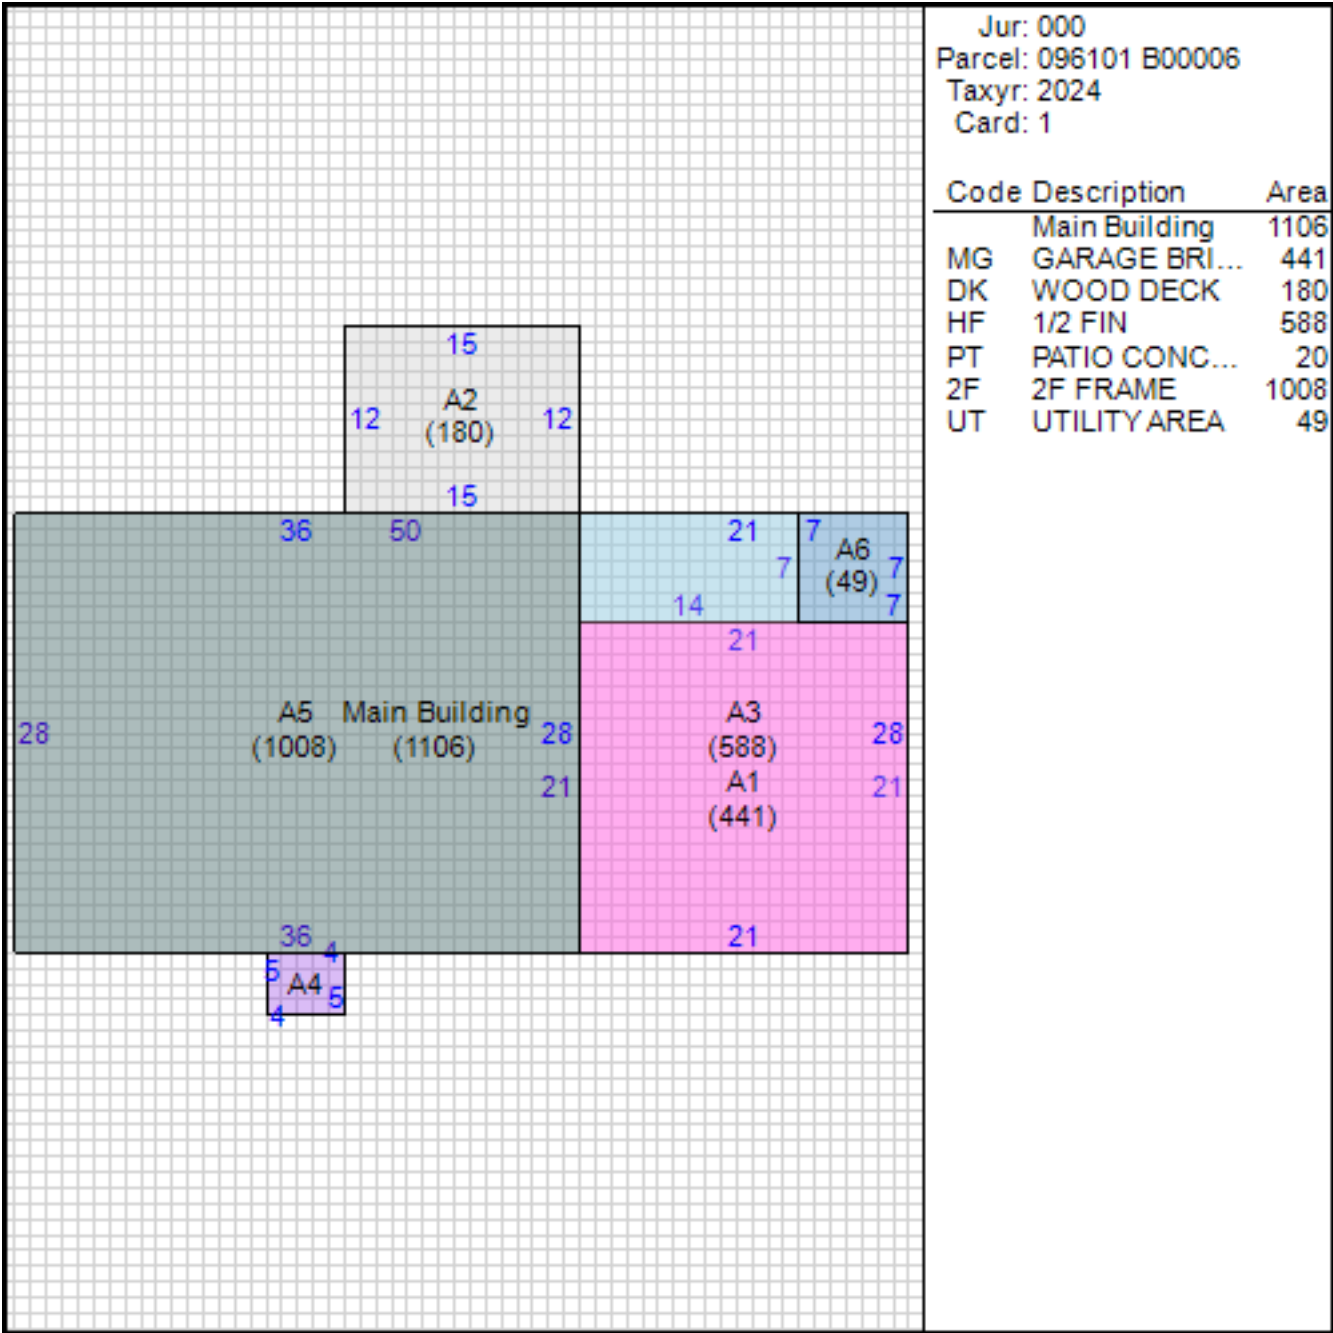 Jur: 000
Parcel: 096101 B00006
Taxyr: 2024
Card: 1
Code Description Area
Main Building 1106
MG GARAGE BRI... 441
DK WOOD DECK 180
HF 1/2 FIN 588
PT PATIO CONC... 20
2F 2F FRAME 1008
UT UTILITY AREA 49
15
A2
12 (180) 12
15
36 50 21 7
A6
7 (49) 7
14 7
21
A5 Main Building A3
28 (1008) (1106) 28 (588) 28
A1
21 (441) 21
36 21
4
5 A4
5
4